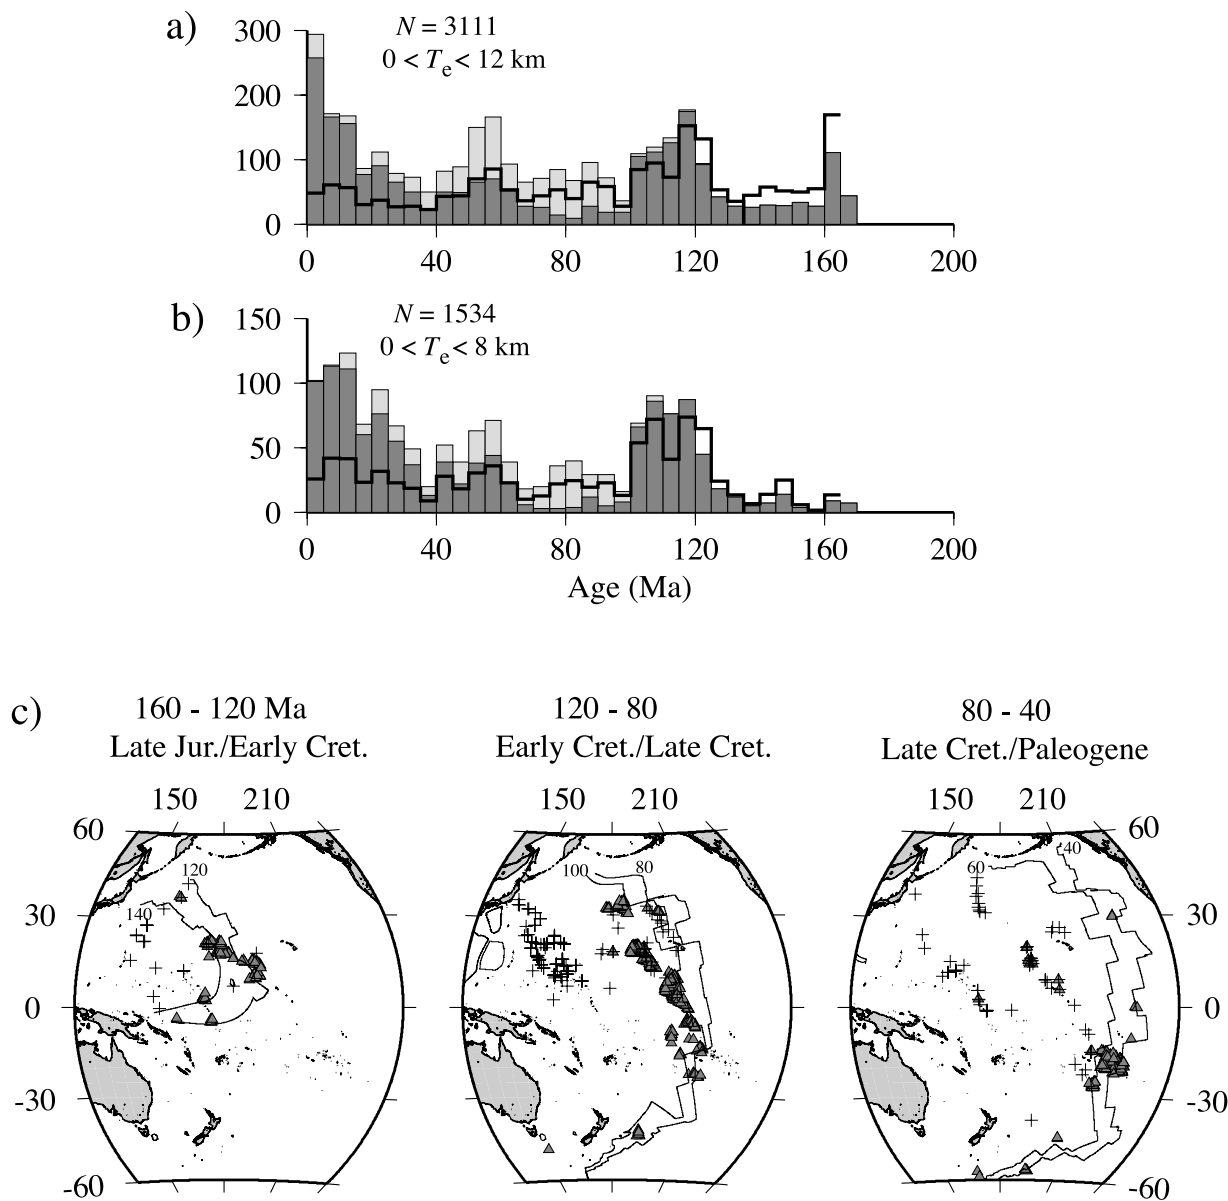 a)
N = 3111
0 < Te < 12 km
300
200
100
0
0 40 80 120 160 200
b)
N = 1534
0 < Te < 8 km
150
100
50
0
0 40 80 120 160 200
Age (Ma)
c)
160 - 120 Ma
Late Jur./Early Cret.
120 - 80
Early Cret./Late Cret.
80 - 40
Late Cret./Paleogene
150 210
150 210
150 210
60
30
0
-30
-60
120
140
100
80
60
40
60
30
0
-30
-60